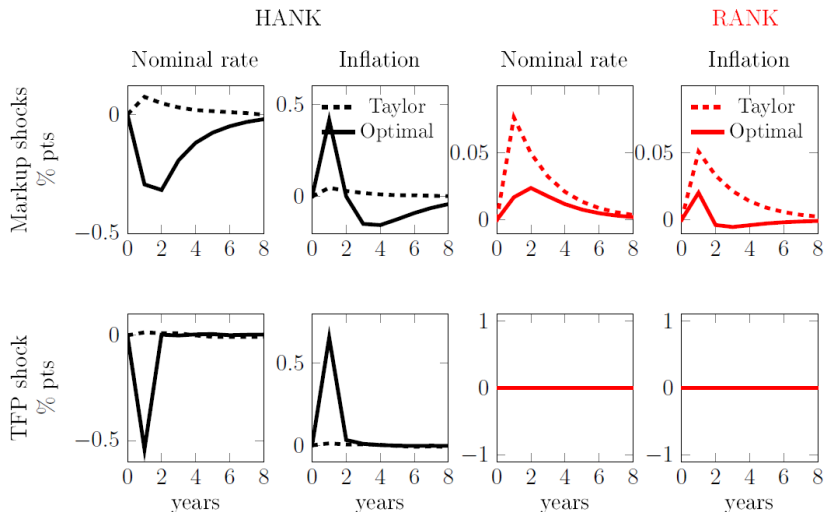 HANK
RANK
Nominal rate
Inflation
Nominal rate
Inflation
Markup shocks
% pts
0
−0.5
0 2 4 6 8
0.5
0
Taylor
Optimal
0 2 4 6 8
0.05
0
0 2 4 6 8
0.05
0
Taylor
Optimal
0 2 4 6 8
TFP shock
% pts
0
−0.5
0 2 4 6 8
years
0.5
0
0 2 4 6 8
years
1
0
−1
0 2 4 6 8
years
1
0
−1
0 2 4 6 8
years